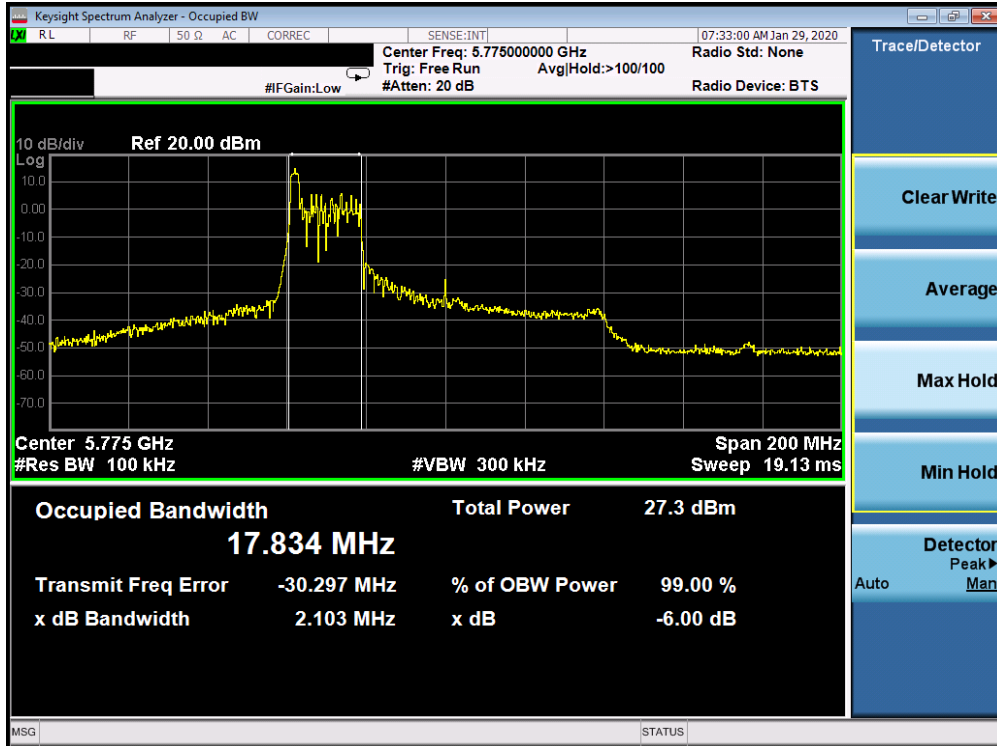 Keysight Spectrum Analyzer - Occupied BW
LXI RL RF 50 Ω AC CORREC SENSE:INT 07:33:00 AM Jan 29, 2020
Center Freq: 5.775000000 GHz Radio Std: None
Trig: Free Run Avg|Hold:>100/100
#IFGain:Low #Atten: 20 dB Radio Device: BTS
10 dB/div Ref 20.00 dBm
Log
10.0
0.00
-10.0
-20.0
-30.0
-40.0
-50.0
-60.0
-70.0
Center 5.775 GHz Span 200 MHz
#Res BW 100 kHz #VBW 300 kHz Sweep 19.13 ms
Occupied Bandwidth Total Power 27.3 dBm
17.834 MHz
Transmit Freq Error -30.297 MHz % of OBW Power 99.00 %
x dB Bandwidth 2.103 MHz x dB -6.00 dB
MSG STATUS
Trace/Detector
Clear Write
Average
Max Hold
Min Hold
Detector
Peak▶
Auto Man